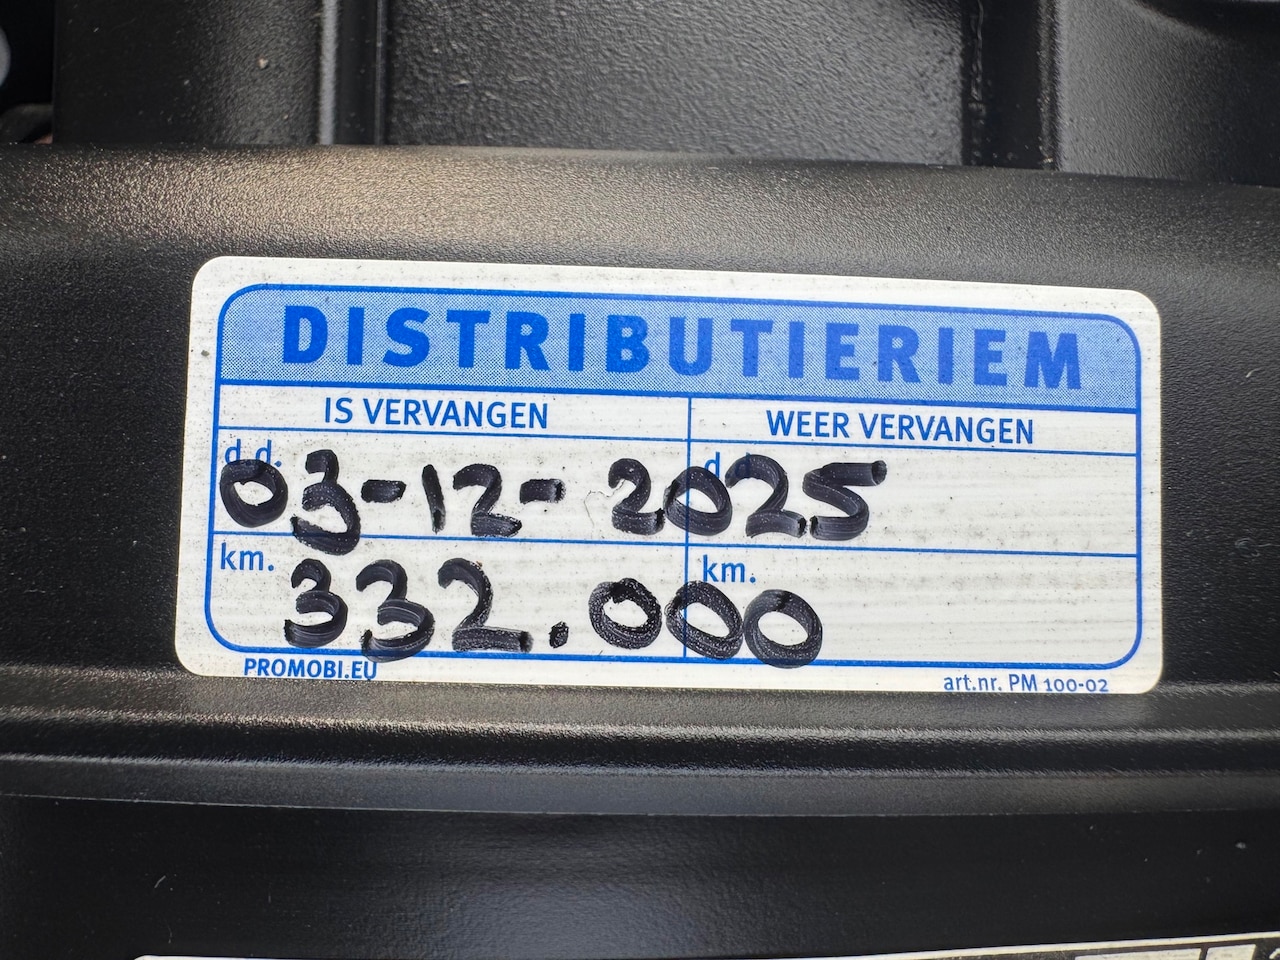 DISTRIBUTIERIEM
IS VERVANGEN WEER VERVANGEN
d.d. 03-12-2025 d.d.
km. 332.000 km.
PROMOBI.EU art.nr. PM 100-02